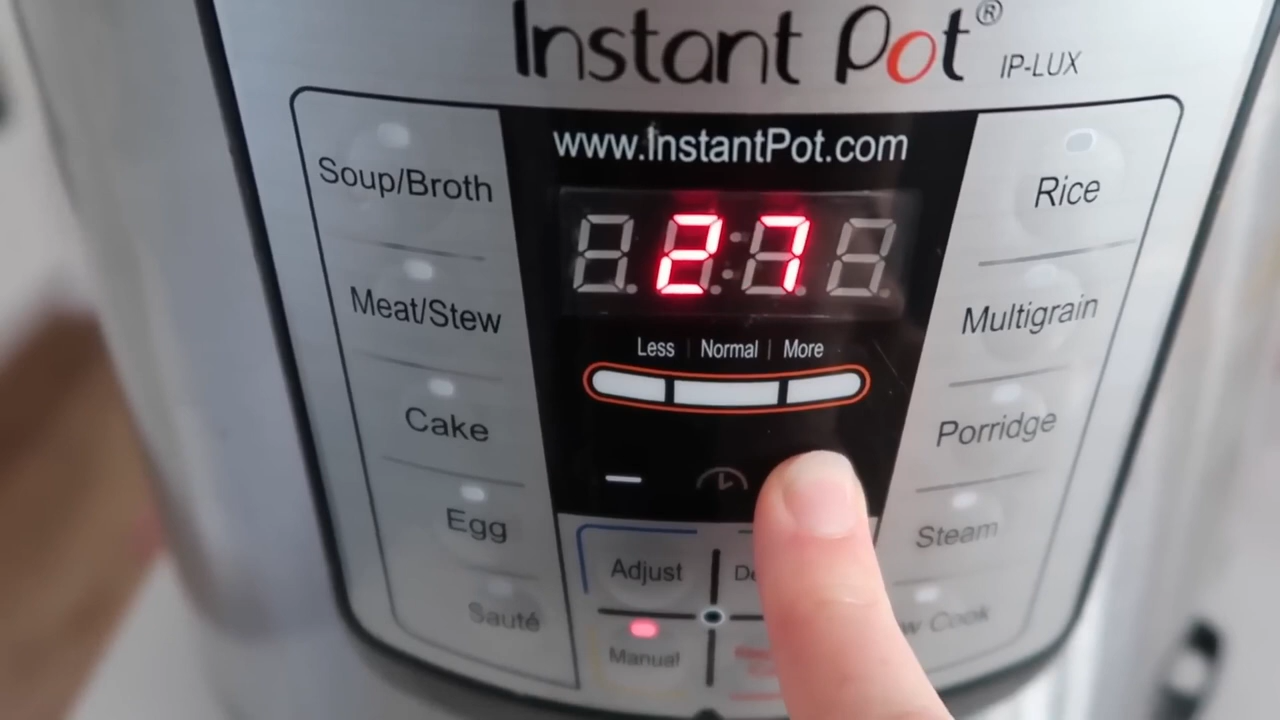 Instant Pot®
IP-LUX
www.InstantPot.com
Soup/Broth
Meat/Stew
Cake
Egg
Sauté
27
Less | Normal | More
Adjust
Manual
Rice
Multigrain
Porridge
Steam
Cook